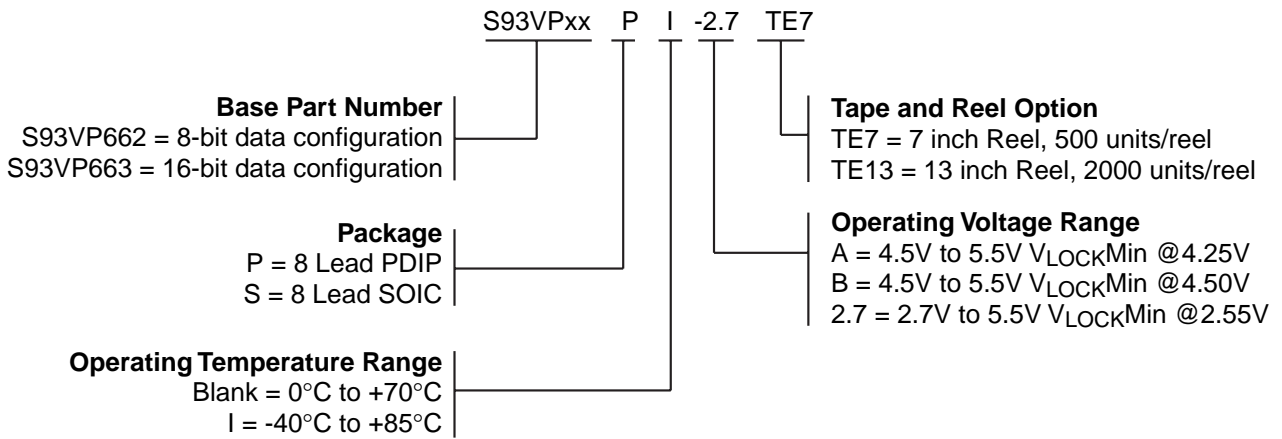 S93VPxx P I -2.7 TE7
Base Part Number
S93VP662 = 8-bit data configuration
S93VP663 = 16-bit data configuration
Tape and Reel Option
TE7 = 7 inch Reel, 500 units/reel
TE13 = 13 inch Reel, 2000 units/reel
Package
P = 8 Lead PDIP
S = 8 Lead SOIC
Operating Voltage Range
A = 4.5V to 5.5V VLOCKMin @4.25V
B = 4.5V to 5.5V VLOCKMin @4.50V
2.7 = 2.7V to 5.5V VLOCKMin @2.55V
Operating Temperature Range
Blank = 0°C to +70°C
I = -40°C to +85°C